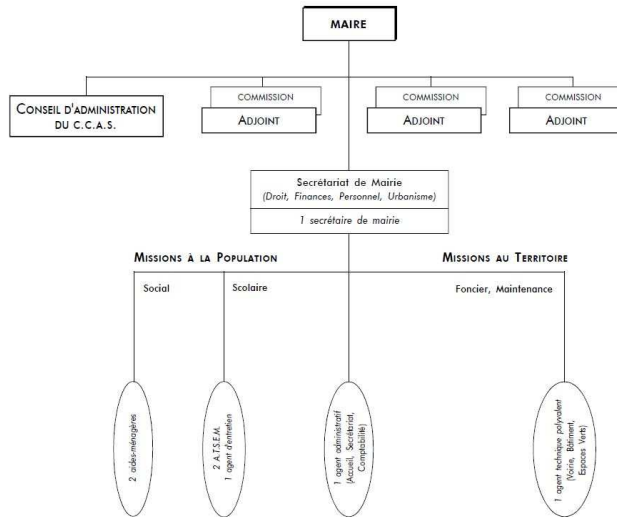 MAIRE
CONSEIL D'ADMINISTRATION
DU C.C.A.S.
COMMISSION
ADJOINT
COMMISSION
ADJOINT
COMMISSION
ADJOINT
Secrétariat de Mairie
(Droit, Finances, Personnel, Urbanisme)
1 secrétaire de mairie
MISSIONS À LA POPULATION
MISSIONS AU TERRITOIRE
Social
Scolaire
Foncier, Maintenance
2 aides-ménagères
2 A.T.S.E.M.
1 agent d'entretien
1 agent administratif
(Accueil, Secrétariat,
Comptabilité)
1 agent technique polyvalent
(Voirie, Bâtiment,
Espaces Verts)